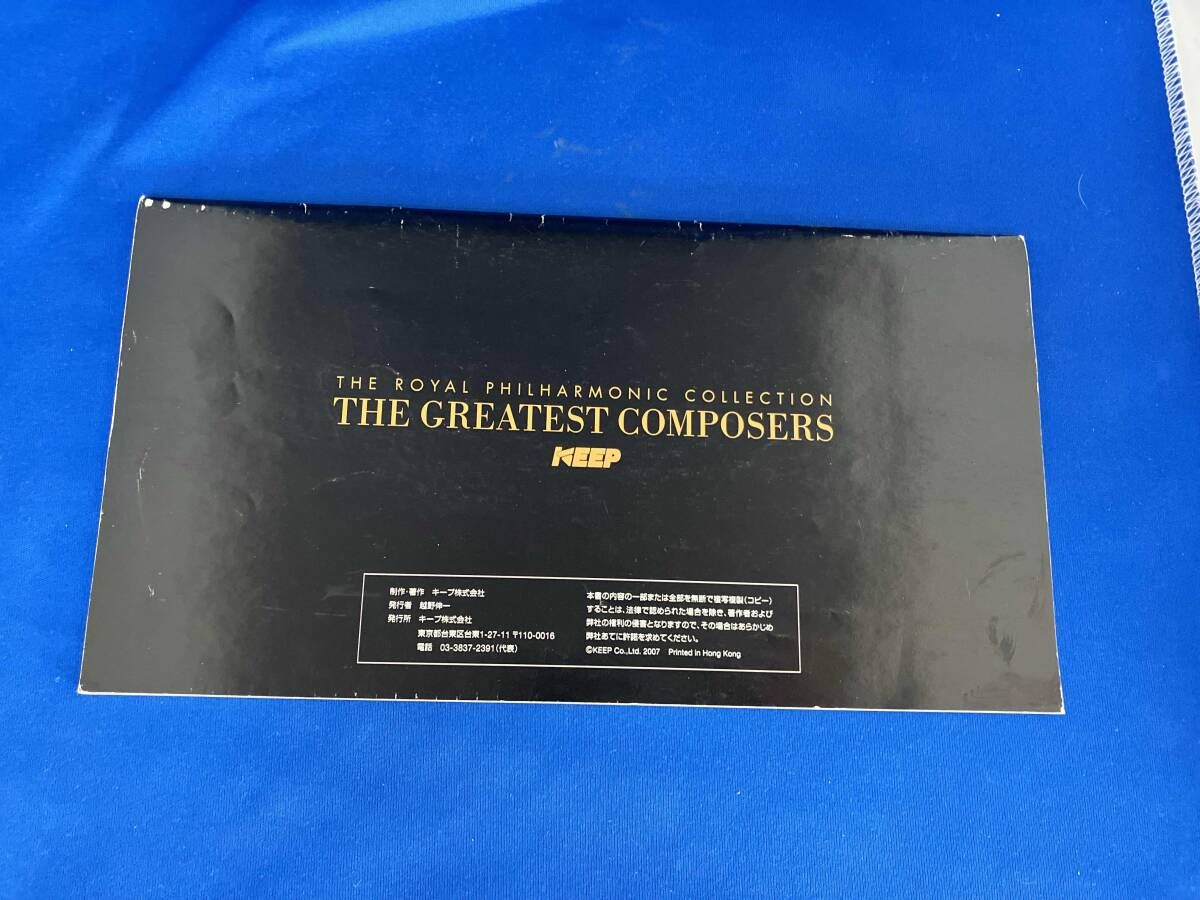 THE ROYAL PHILHARMONIC COLLECTION
THE GREATEST COMPOSERS
KEEP
制作・著作 キープ株式会社
発行者 越野伸一
発行所 キープ株式会社
東京都台東区台東1-27-11 〒110-0016
電話 03-3837-2391(代表)
本書の内容の一部または全部を無断で複写複製(コピー)
することは、法律で認められた場合を除き、著作者および
弊社の権利の侵害となりますので、その場合はあらかじめ
弊社あてに許諾を求めてください。
©KEEP Co.,Ltd. 2007 Printed in Hong Kong